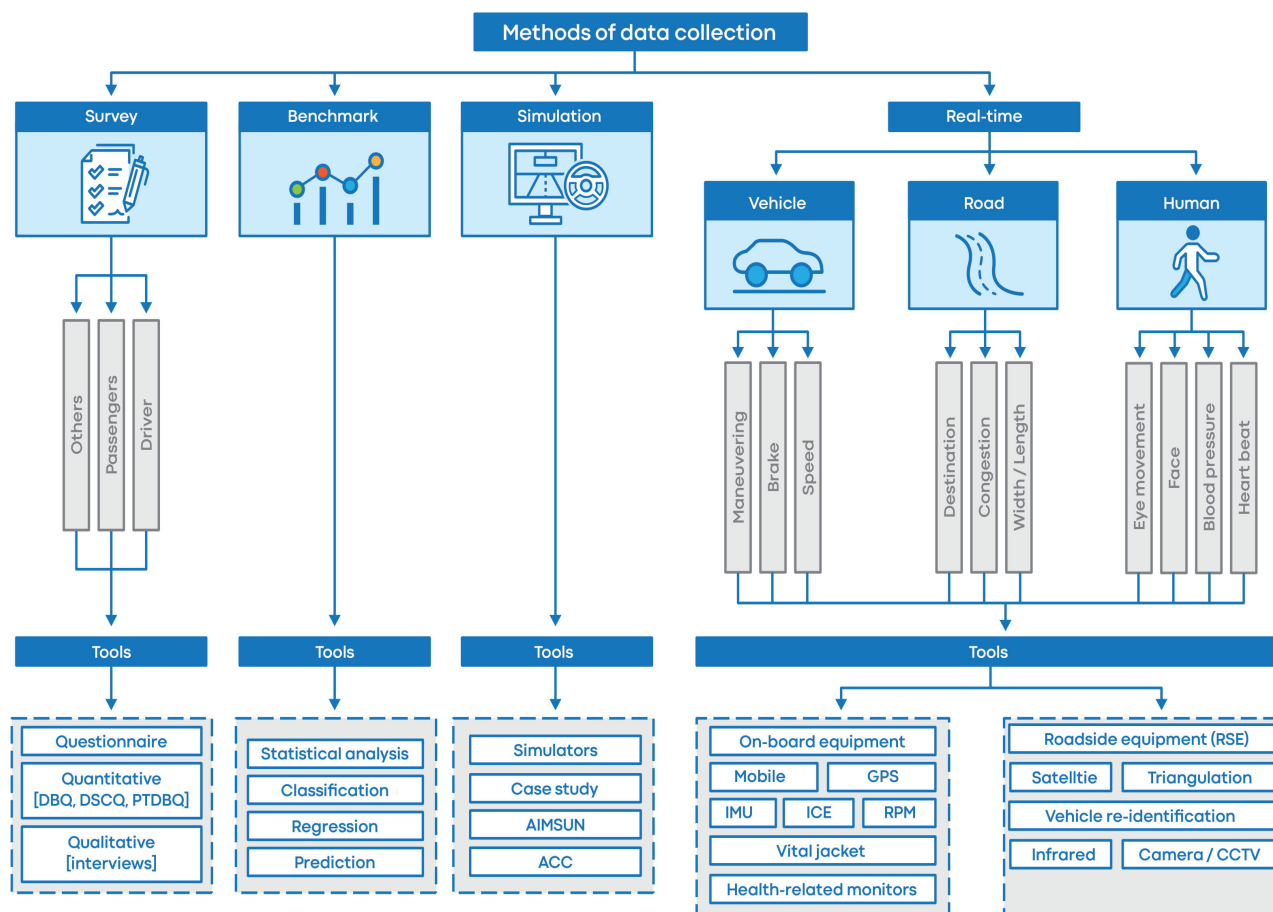 Methods of data collection
Survey
Benchmark
Simulation
Real-time
Vehicle
Road
Human
Others
Passengers
Driver
Maneuvering
Brake
Speed
Destination
Congestion
Width / Length
Eye movement
Face
Blood pressure
Heart beat
Tools
Tools
Tools
Tools
Questionnaire
Quantitative
[DBQ, DSCQ, PTDBQ]
Qualitative
[interviews]
Statistical analysis
Classification
Regression
Prediction
Simulators
Case study
AIMSUN
ACC
On-board equipment
Mobile
GPS
IMU
ICE
RPM
Vital jacket
Health-related monitors
Roadside equipment (RSE)
Satelltie
Triangulation
Vehicle re-identification
Infrared
Camera / CCTV